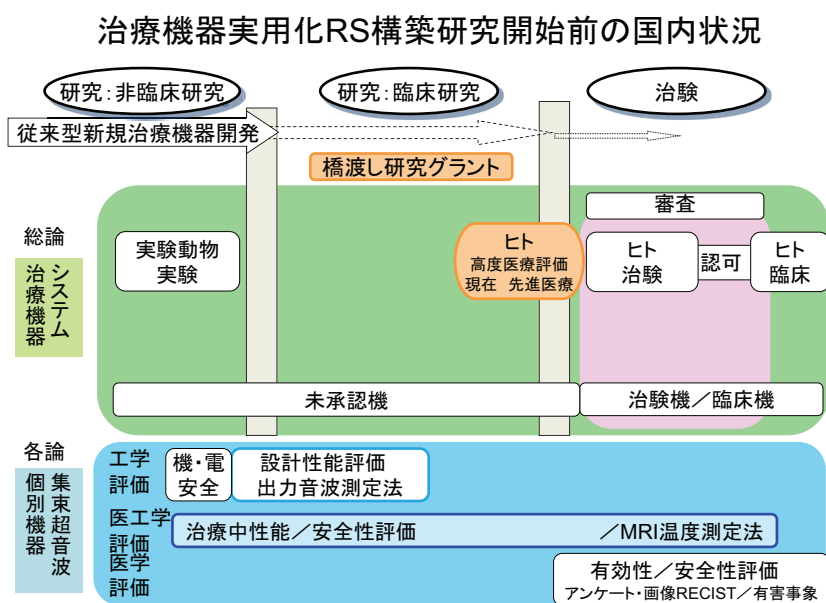 治療機器実用化RS構築研究開始前の国内状況
研究:非臨床研究
研究:臨床研究
治験
従来型新規治療機器開発
橋渡し研究グラント
総論
治療機器
システム
審査
実験動物
実験
ヒト
高度医療評価
現在 先進医療
ヒト
治験
認可
ヒト
臨床
未承認機
治験機/臨床機
各論
個別機器
集束超音波
工学
評価
機・電
安全
設計性能評価
出力音波測定法
医工学
評価
治療中性能/安全性評価 /MRI温度測定法
医学
評価
有効性/安全性評価
アンケート・画像RECIST/有害事象